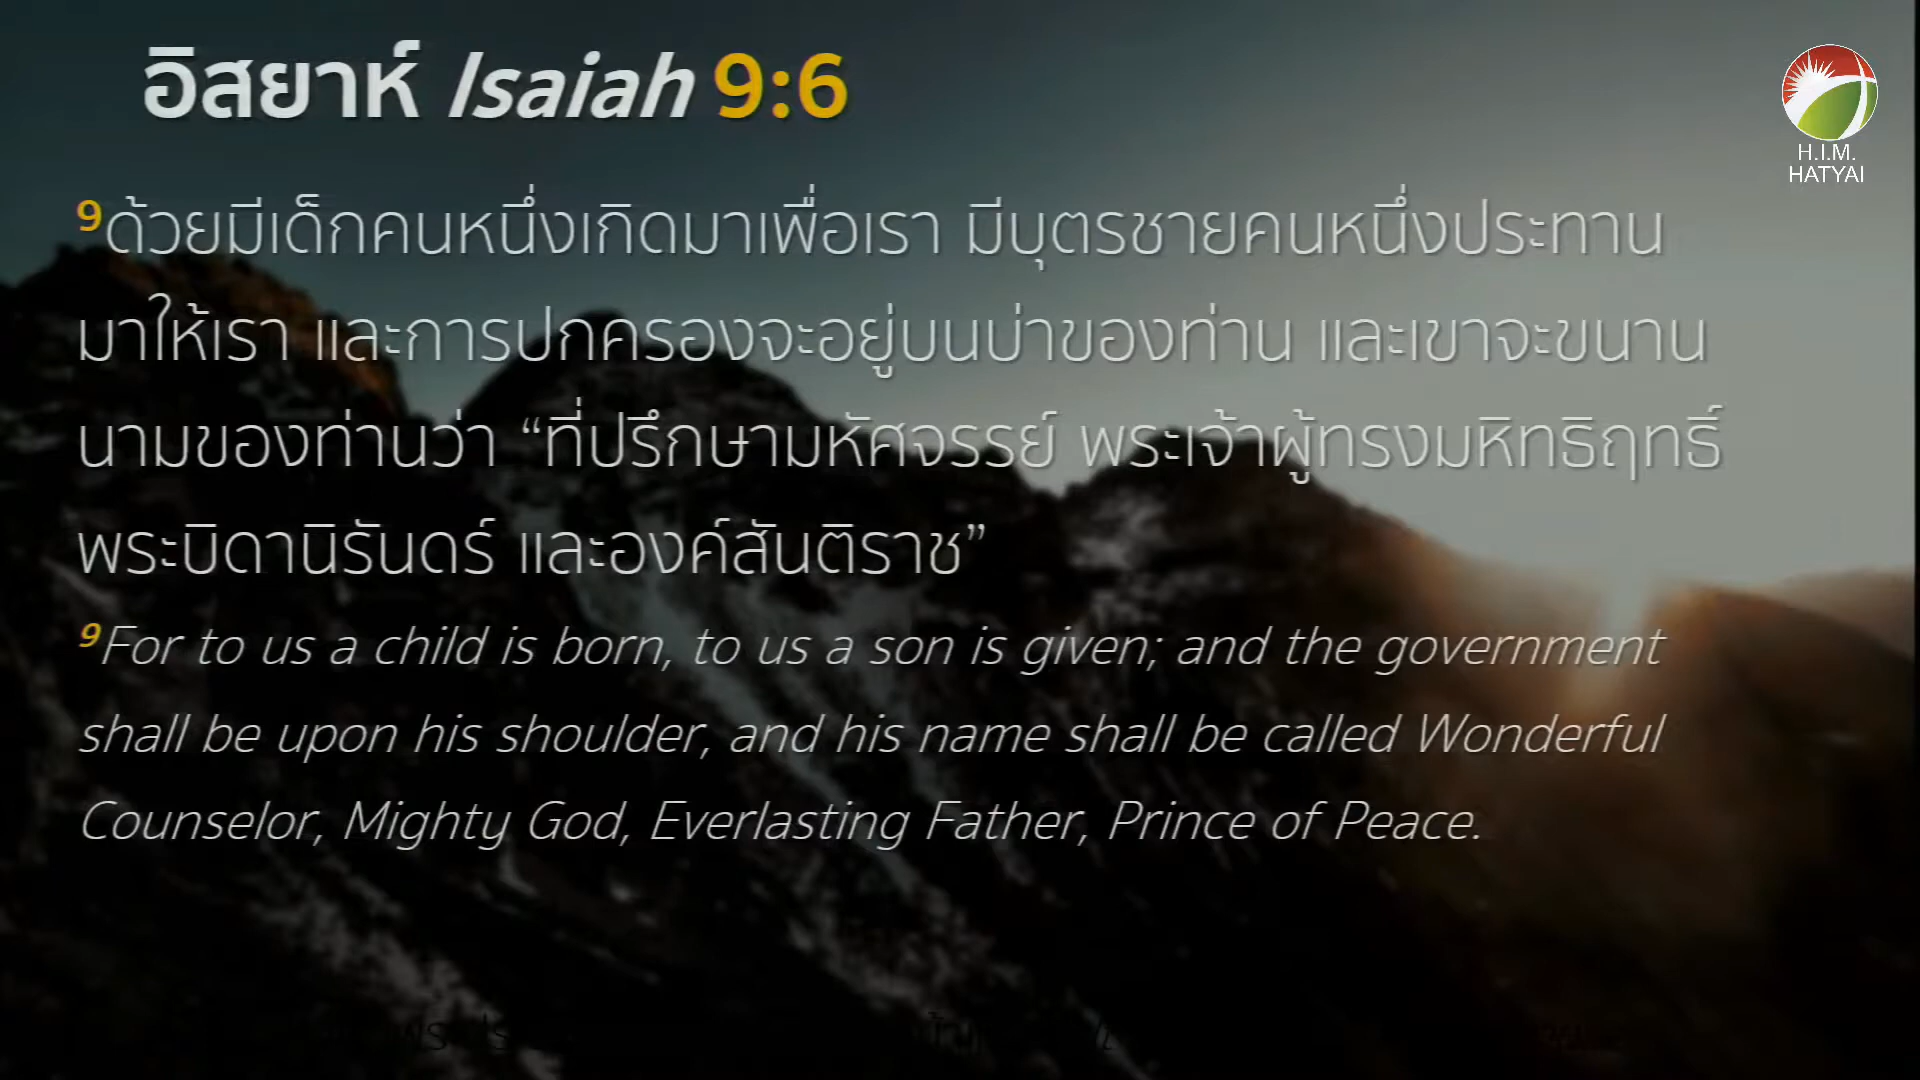 อิสยาห์ Isaiah 9:6
H.I.M.
HATYAI
9ด้วยมีเด็กคนหนึ่งเกิดมาเพื่อเรา มีบุตรชายคนหนึ่งประทาน
มาให้เรา และการปกครองจะอยู่บนบ่าของท่าน และเขาจะขนาน
นามของท่านว่า “ที่ปรึกษามหัศจรรย์ พระเจ้าผู้ทรงมหิทธิฤทธิ์
พระบิดานิรันดร์ และองค์สันติราช”
9For to us a child is born, to us a son is given; and the government
shall be upon his shoulder, and his name shall be called Wonderful
Counselor, Mighty God, Everlasting Father, Prince of Peace.